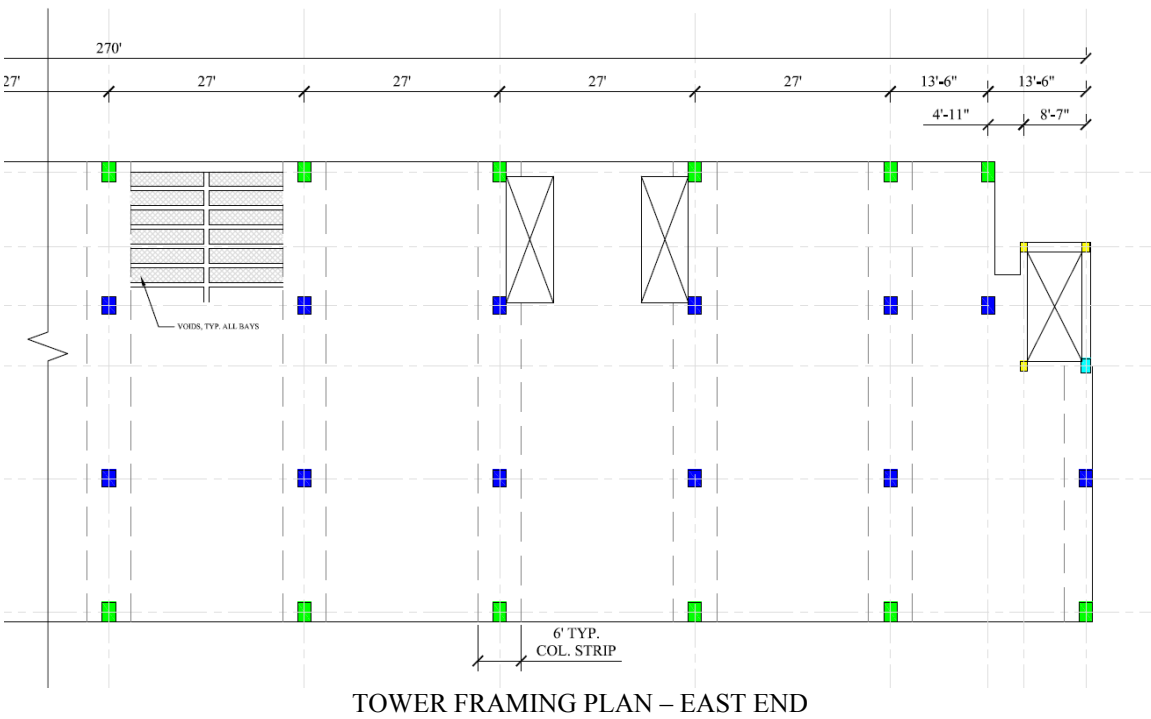 270'
27'
27'
27'
27'
27'
13'-6"
13'-6"
4'-11"
8'-7"
VOIDS, TYP. ALL BAYS
6' TYP.
COL. STRIP
TOWER FRAMING PLAN – EAST END